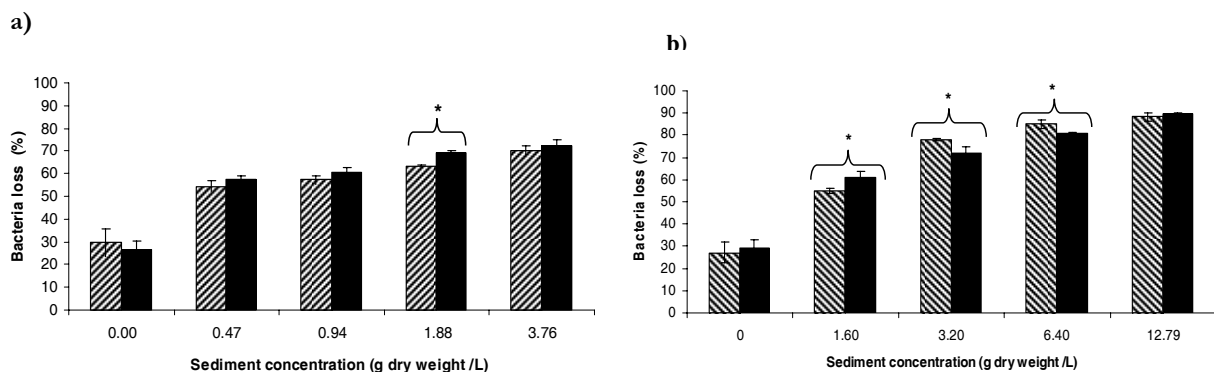 a)
100
90
80
70
60
50
40
30
20
10
0
Bacteria loss (%)
*
0.00 0.47 0.94 1.88 3.76
Sediment concentration (g dry weight /L)
b)
100
90
80
70
60
50
40
30
20
10
0
Bacteria loss (%)
* * *
0 1.60 3.20 6.40 12.79
Sediment concentration (g dry weight /L)